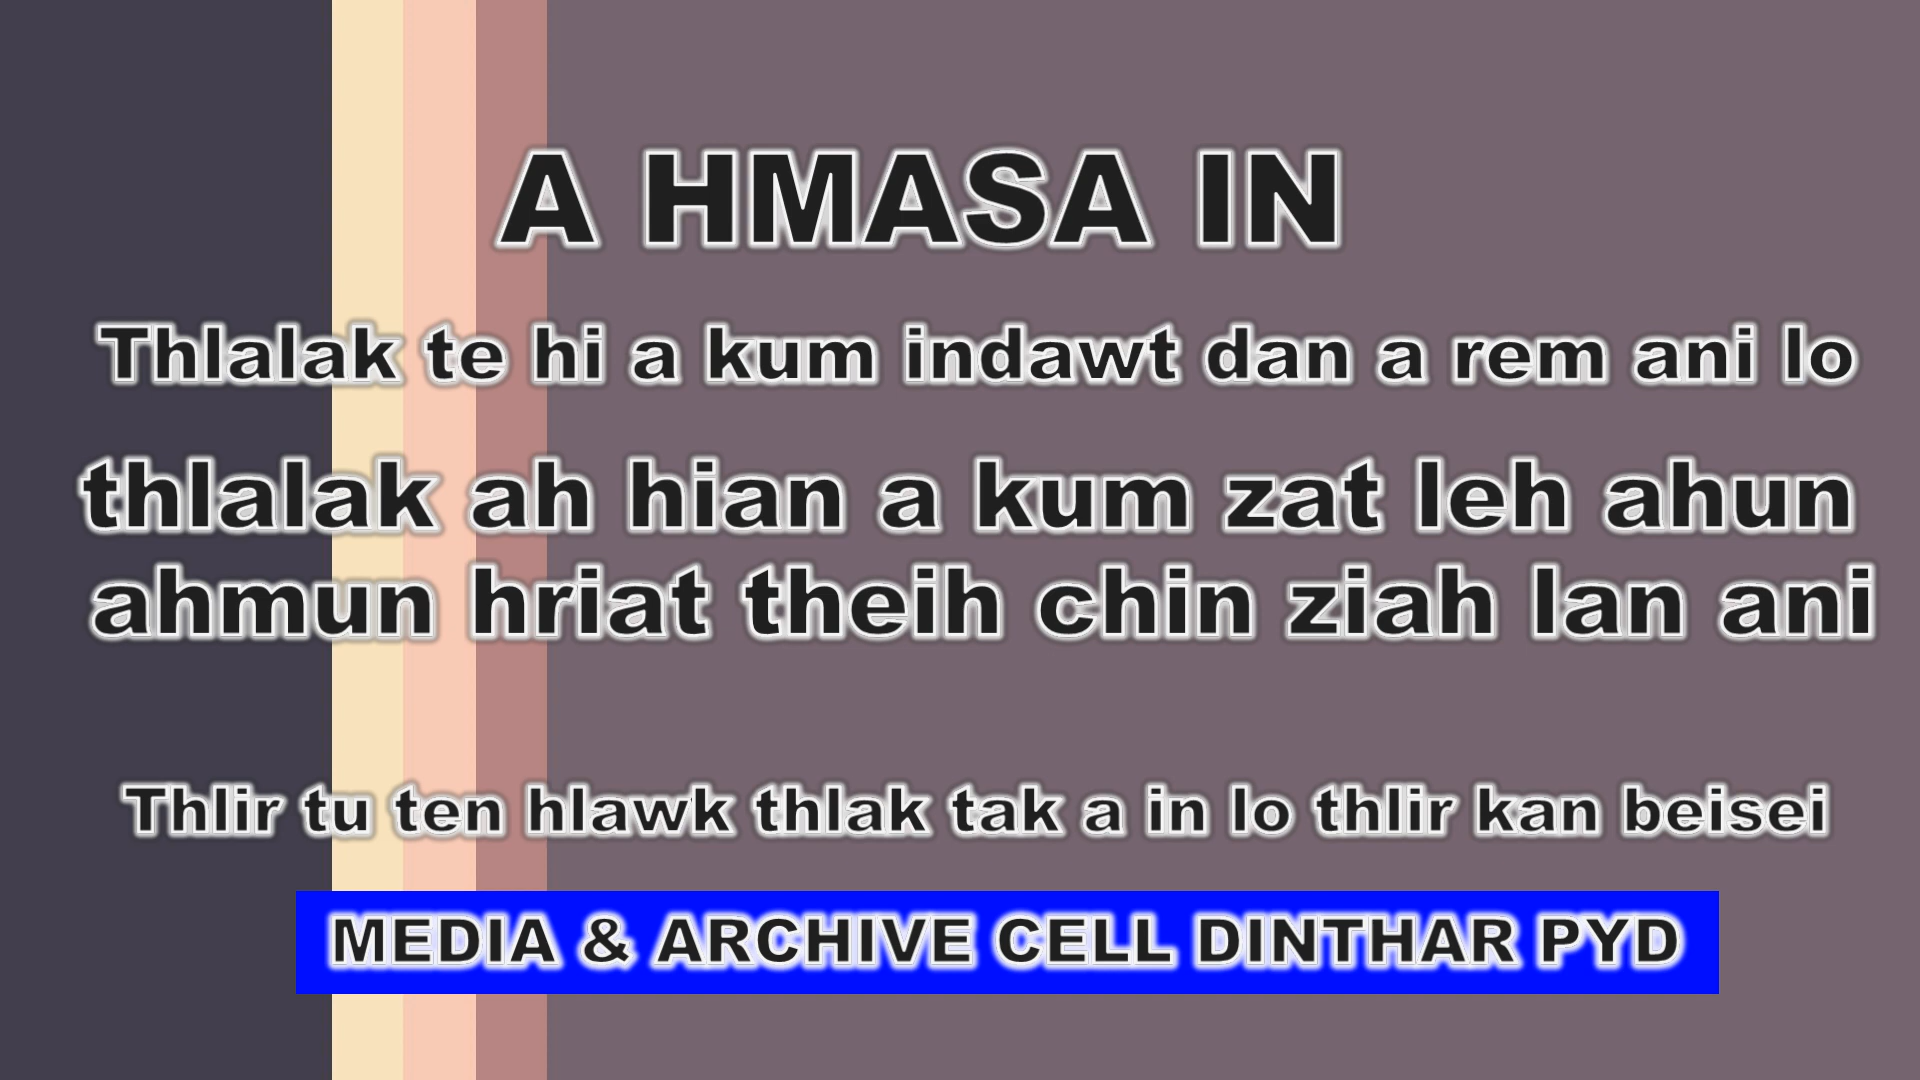 A HMASA IN
Thlalak te hi a kum indawt dan a rem ani lo
thlalak ah hian a kum zat leh ahun
ahmun hriat theih chin ziah lan ani
Thlir tu ten hlawk thlak tak a in lo thlir kan beisei
MEDIA & ARCHIVE CELL DINTHAR PYD